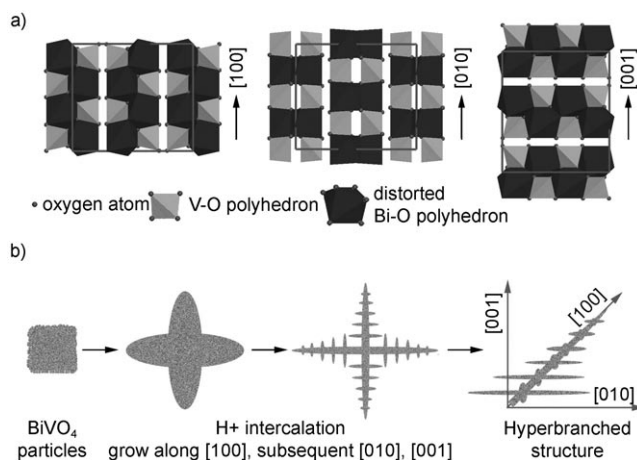 a)
[100]
[010]
[001]
oxygen atom
V-O polyhedron
distorted
Bi-O polyhedron
b)
[001]
[100]
[010]
BiVO₄
particles
H+ intercalation
grow along [100], subsequent [010], [001]
Hyperbranched
structure